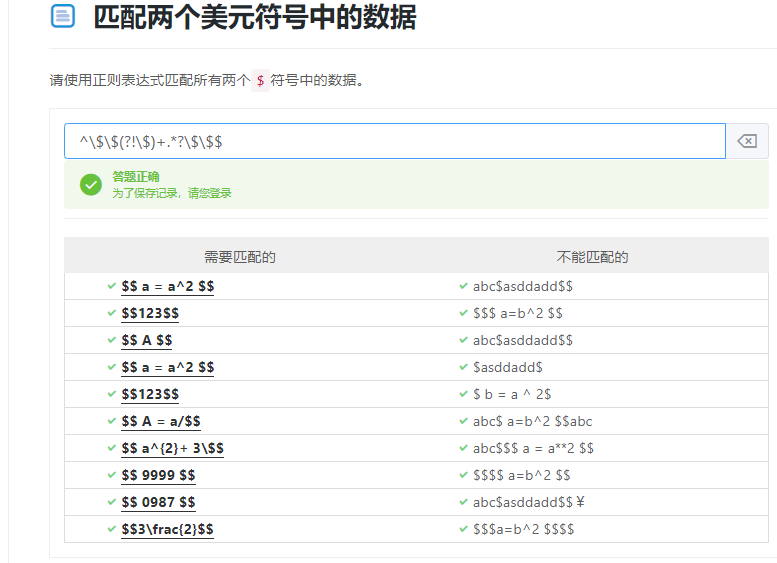 匹配两个美元符号中的数据
请使用正则表达式匹配所有两个 $ 符号中的数据。
^\$\$(?!\$)+.*?\$\$$
答题正确
为了保存记录，请您登录
需要匹配的 不能匹配的
$$ a = a^2 $$ abc$asddadd$$
$$123$$ $$$ a=b^2 $$
$$ A $$ abc$asddadd$$
$$ a = a^2 $$ $asddadd$
$$123$$ $ b = a ^ 2$
$$ A = a/$$ abc$ a=b^2 $$abc
$$ a^{2}+ 3\$$ abc$$$ a = a**2 $$
$$ 9999 $$ $$$$ a=b^2 $$
$$ 0987 $$ abc$asddadd$$￥
$$3\frac{2}$$ $$$a=b^2 $$$$